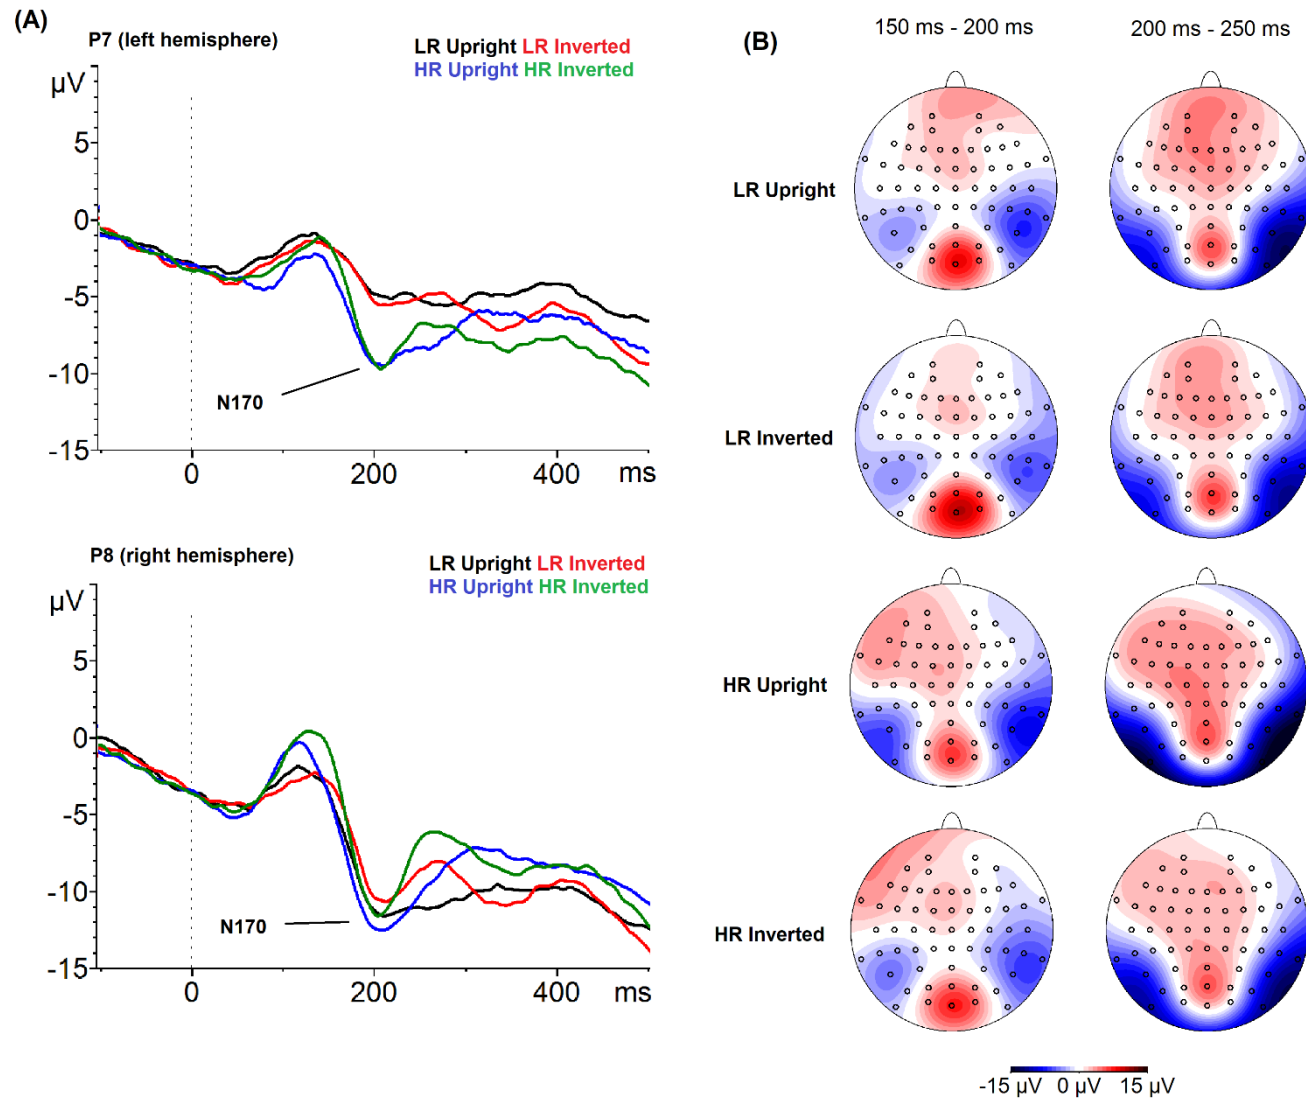 (A)
P7 (left hemisphere)
LR Upright LR Inverted
HR Upright HR Inverted
µV
5
0
-5
-10
-15
N170
0 200 400 ms
P8 (right hemisphere)
LR Upright LR Inverted
HR Upright HR Inverted
µV
5
0
-5
-10
-15
N170
0 200 400 ms
(B)
150 ms - 200 ms 200 ms - 250 ms
LR Upright
LR Inverted
HR Upright
HR Inverted
-15 µV 0 µV 15 µV